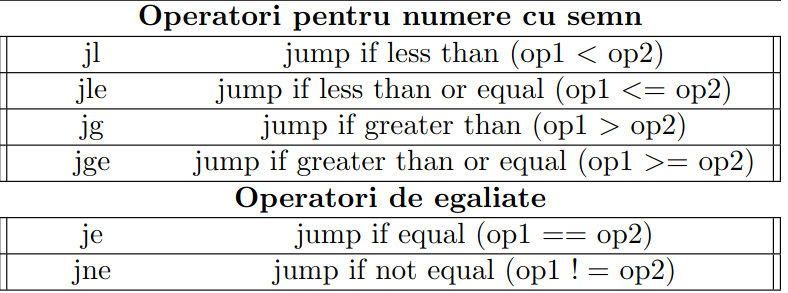 Operatori pentru numere cu semn
jl jump if less than (op1 < op2)
jle jump if less than or equal (op1 <= op2)
jg jump if greater than (op1 > op2)
jge jump if greater than or equal (op1 >= op2)
Operatori de egaliate
je jump if equal (op1 == op2)
jne jump if not equal (op1 ! = op2)